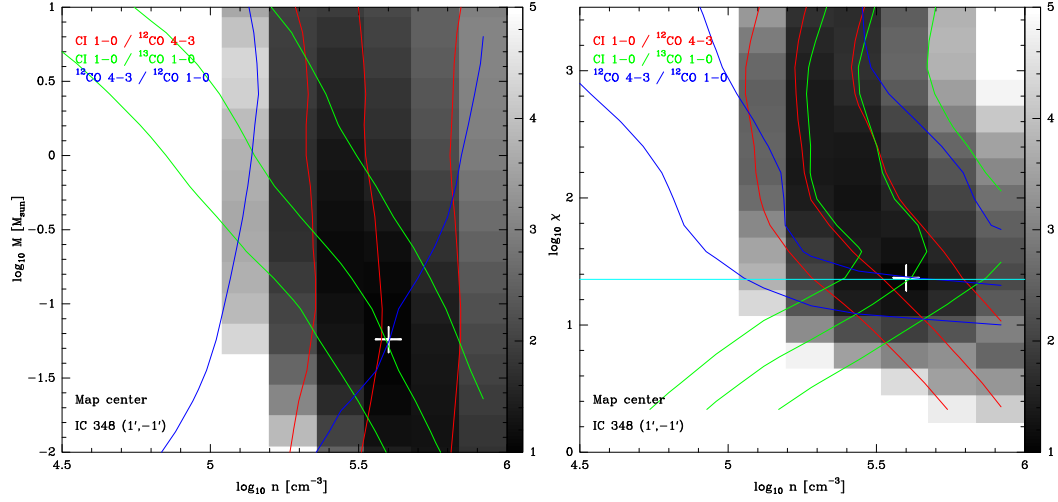 CI 1-0 / ¹²CO 4-3
CI 1-0 / ¹³CO 1-0
¹²CO 4-3 / ¹²CO 1-0
Map center
IC 348 (1′,-1′)
log₁₀ M [M_sun]
1
0.5
0
-0.5
-1
-1.5
-2
4.5 5 5.5 6
log₁₀ n [cm⁻³]
5
4
3
2
1
CI 1-0 / ¹²CO 4-3
CI 1-0 / ¹³CO 1-0
¹²CO 4-3 / ¹²CO 1-0
Map center
IC 348 (1′,-1′)
log₁₀ χ
3
2
1
0
4.5 5 5.5 6
log₁₀ n [cm⁻³]
5
4
3
2
1